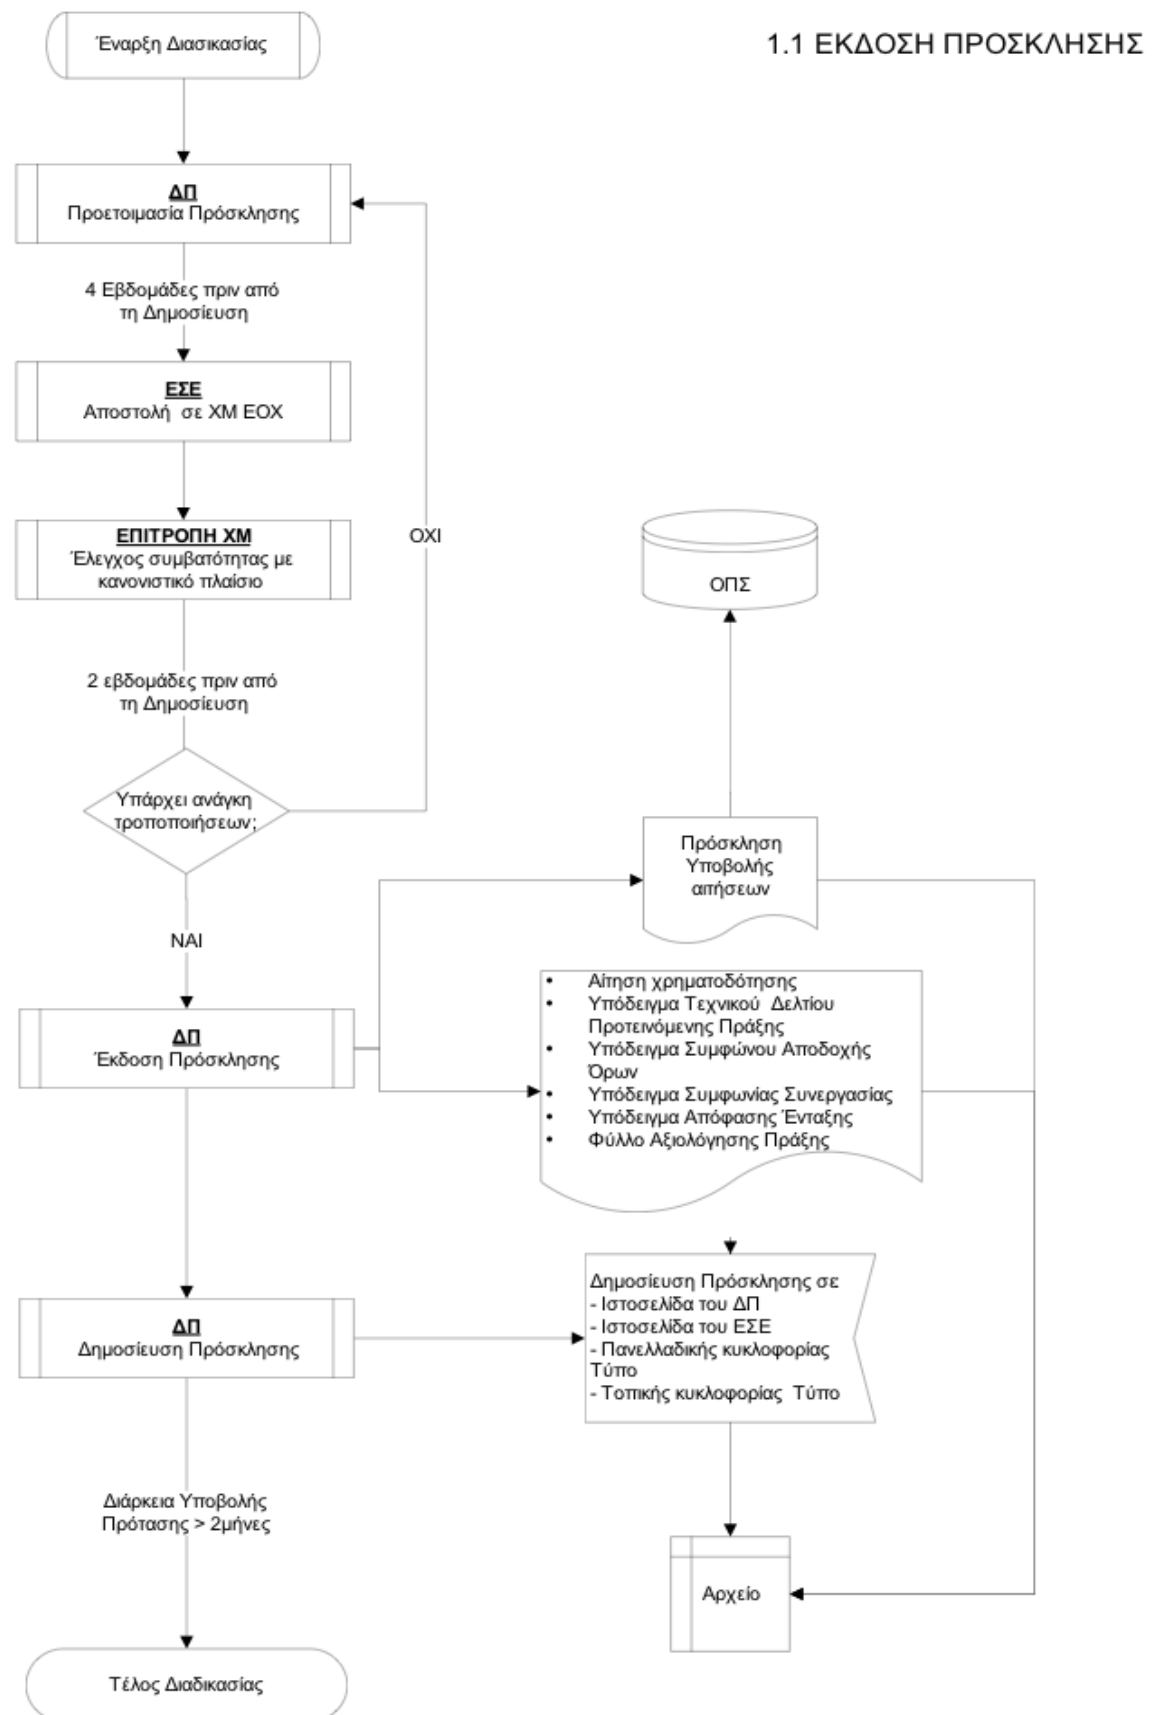 1.1 ΕΚΔΟΣΗ ΠΡΟΣΚΛΗΣΗΣ
Έναρξη Διασικασίας
ΔΠ
Προετοιμασία Πρόσκλησης
4 Εβδομάδες πριν από
τη Δημοσίευση
ΕΣΕ
Αποστολή σε ΧΜ ΕΟΧ
ΕΠΙΤΡΟΠΗ ΧΜ
Έλεγχος συμβατότητας με
κανονιστικό πλαίσιο
ΟΧΙ
2 εβδομάδες πριν από
τη Δημοσίευση
Υπάρχει ανάγκη
τροποποιήσεων;
ΝΑΙ
ΔΠ
Έκδοση Πρόσκλησης
ΟΠΣ
Πρόσκληση
Υποβολής
αιτήσεων
• Αίτηση χρηματοδότησης
• Υπόδειγμα Τεχνικού Δελτίου
Προτεινόμενης Πράξης
• Υπόδειγμα Συμφώνου Αποδοχής
Όρων
• Υπόδειγμα Συμφωνίας Συνεργασίας
• Υπόδειγμα Απόφασης Ένταξης
• Φύλλο Αξιολόγησης Πράξης
ΔΠ
Δημοσίευση Πρόσκλησης
Δημοσίευση Πρόσκλησης σε
- Ιστοσελίδα του ΔΠ
- Ιστοσελίδα του ΕΣΕ
- Πανελλαδικής κυκλοφορίας
Τύπο
- Τοπικής κυκλοφορίας Τύπο
Διάρκεια Υποβολής
Πρότασης > 2μήνες
Αρχείο
Τέλος Διαδικασίας